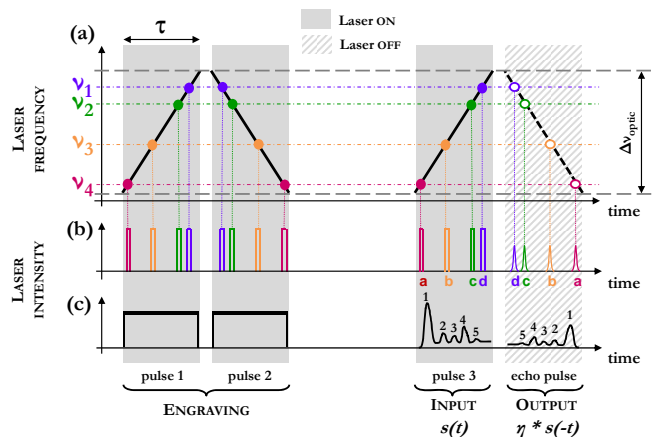 Laser ON
Laser OFF
(a)
τ
ν1
ν2
ν3
ν4
LASER FREQUENCY
Δνoptic
time
(b)
LASER INTENSITY
a b c d d c b a
time
(c)
1 2 3 4 5 5 4 3 2 1
time
pulse 1 pulse 2 pulse 3 echo pulse
ENGRAVING INPUT OUTPUT
s(t) η * s(-t)